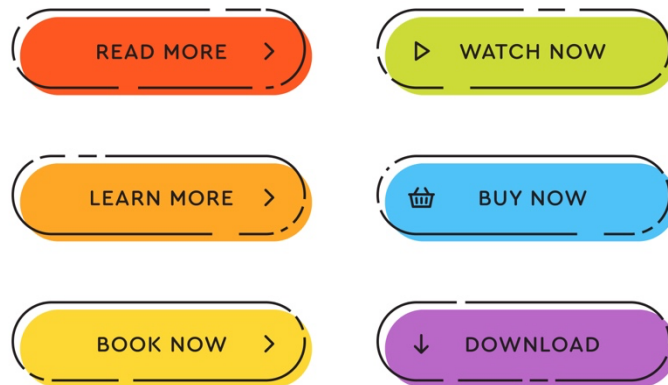 READ MORE
WATCH NOW
LEARN MORE
BUY NOW
BOOK NOW
DOWNLOAD